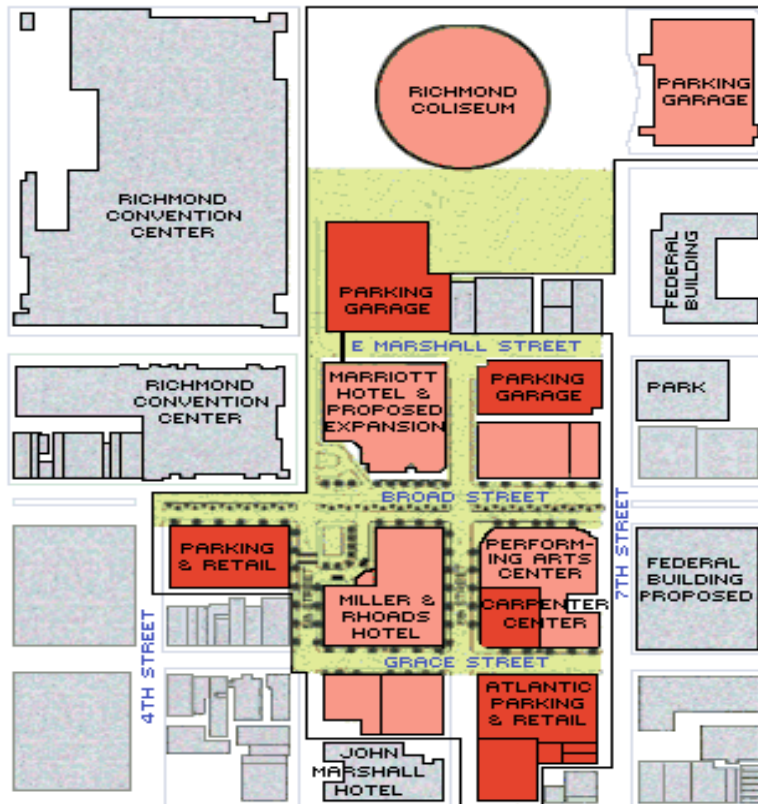 RICHMOND
COLISEUM
PARKING
GARAGE
RICHMOND
CONVENTION
CENTER
FEDERAL
BUILDING
PARKING
GARAGE
E MARSHALL STREET
RICHMOND
CONVENTION
CENTER
MARRIOTT
HOTEL &
PROPOSED
EXPANSION
PARKING
GARAGE
PARK
BROAD STREET
PARKING
& RETAIL
PERFORM-
ING ARTS
CENTER
7TH STREET
FEDERAL
BUILDING
PROPOSED
MILLER &
RHOADS
HOTEL
CARPENTER
CENTER
4TH STREET
GRACE STREET
ATLANTIC
PARKING
& RETAIL
JOHN
MARSHALL
HOTEL